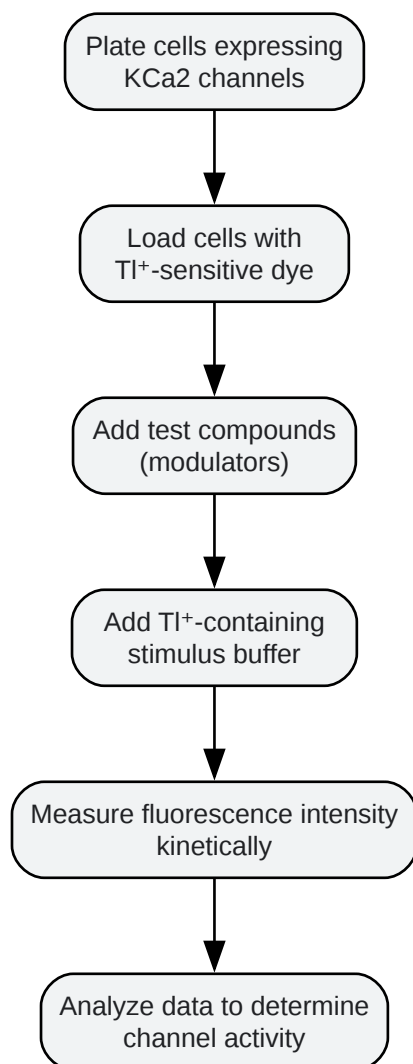 Plate cells expressing
KCa2 channels
Load cells with
Tl⁺-sensitive dye
Add test compounds
(modulators)
Add Tl⁺-containing
stimulus buffer
Measure fluorescence intensity
kinetically
Analyze data to determine
channel activity